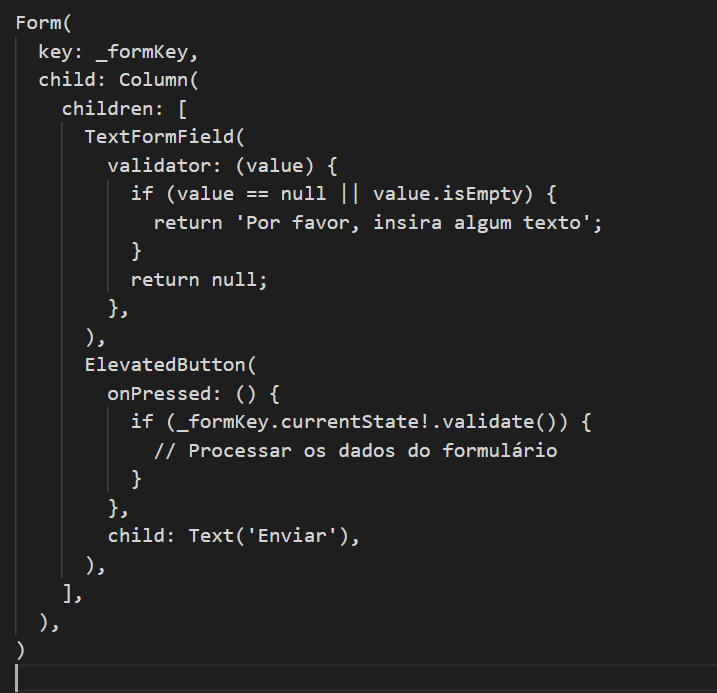 Form(
  key: _formKey,
  child: Column(
    children: [
      TextFormField(
        validator: (value) {
          if (value == null || value.isEmpty) {
            return 'Por favor, insira algum texto';
          }
          return null;
        },
      ),
      ElevatedButton(
        onPressed: () {
          if (_formKey.currentState!.validate()) {
            // Processar os dados do formulário
          }
        },
        child: Text('Enviar'),
      ),
    ],
  ),
)